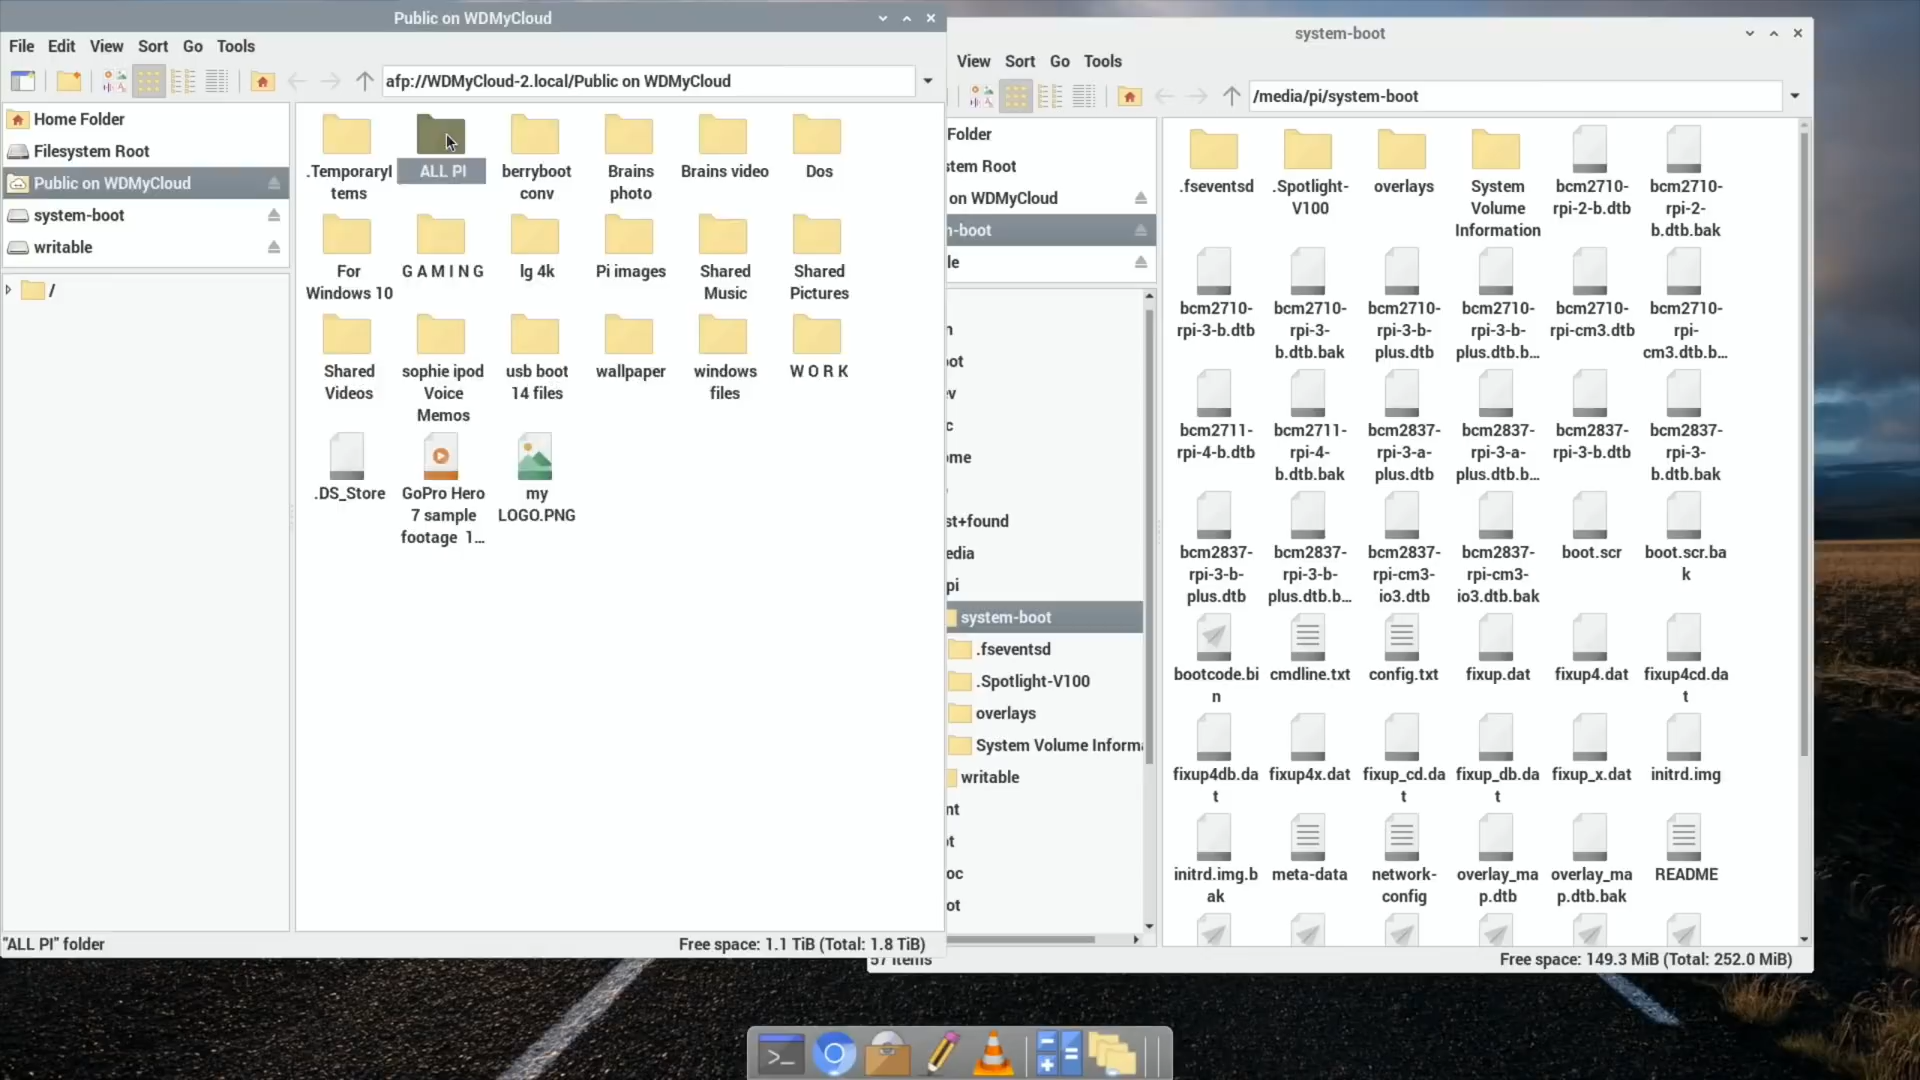 Public on WDMyCloud
File Edit View Sort Go Tools
afp://WDMyCloud-2.local/Public on WDMyCloud
Home Folder
Filesystem Root
Public on WDMyCloud
system-boot
writable
/
.TemporaryI
tems
ALL PI
berryboot
conv
Brains
photo
Brains video
Dos
For
Windows 10
G A M I N G
lg 4k
Pi images
Shared
Music
Shared
Pictures
Shared
Videos
sophie ipod
Voice
Memos
usb boot
14 files
wallpaper
windows
files
W O R K
.DS_Store
GoPro Hero
7 sample
footage 1...
my
LOGO.PNG
"ALL PI" folder
Free space: 1.1 TiB (Total: 1.8 TiB)
system-boot
View Sort Go Tools
/media/pi/system-boot
Folder
tem Root
on WDMyCloud
n-boot
le
n
oot
ev
c
ome
st+found
edia
pi
system-boot
.fseventsd
.Spotlight-V100
overlays
System Volume Informa
writable
nt
ot
oc
ot
.fseventsd
.Spotlight-
V100
overlays
System
Volume
Information
bcm2710-
rpi-2-b.dtb
bcm2710-
rpi-2-
b.dtb.bak
bcm2710-
rpi-3-b.dtb
bcm2710-
rpi-3-
b.dtb.bak
bcm2710-
rpi-3-b-
plus.dtb
bcm2710-
rpi-3-b-
plus.dtb.b...
bcm2710-
rpi-cm3.dtb
bcm2710-
rpi-
cm3.dtb.b...
bcm2711-
rpi-4-b.dtb
bcm2711-
rpi-4-
b.dtb.bak
bcm2837-
rpi-3-a-
plus.dtb
bcm2837-
rpi-3-a-
plus.dtb.b...
bcm2837-
rpi-3-b.dtb
bcm2837-
rpi-3-
b.dtb.bak
bcm2837-
rpi-3-b-
plus.dtb
bcm2837-
rpi-3-b-
plus.dtb.b...
bcm2837-
rpi-cm3-
io3.dtb
bcm2837-
rpi-cm3-
io3.dtb.bak
boot.scr
boot.scr.ba
k
bootcode.bi
n
cmdline.txt
config.txt
fixup.dat
fixup4.dat
fixup4cd.da
t
fixup4db.da
t
fixup4x.dat
fixup_cd.da
t
fixup_db.da
t
fixup_x.dat
initrd.img
initrd.img.b
ak
meta-data
network-
config
overlay_ma
p.dtb
overlay_ma
p.dtb.bak
README
57 items
Free space: 149.3 MiB (Total: 252.0 MiB)